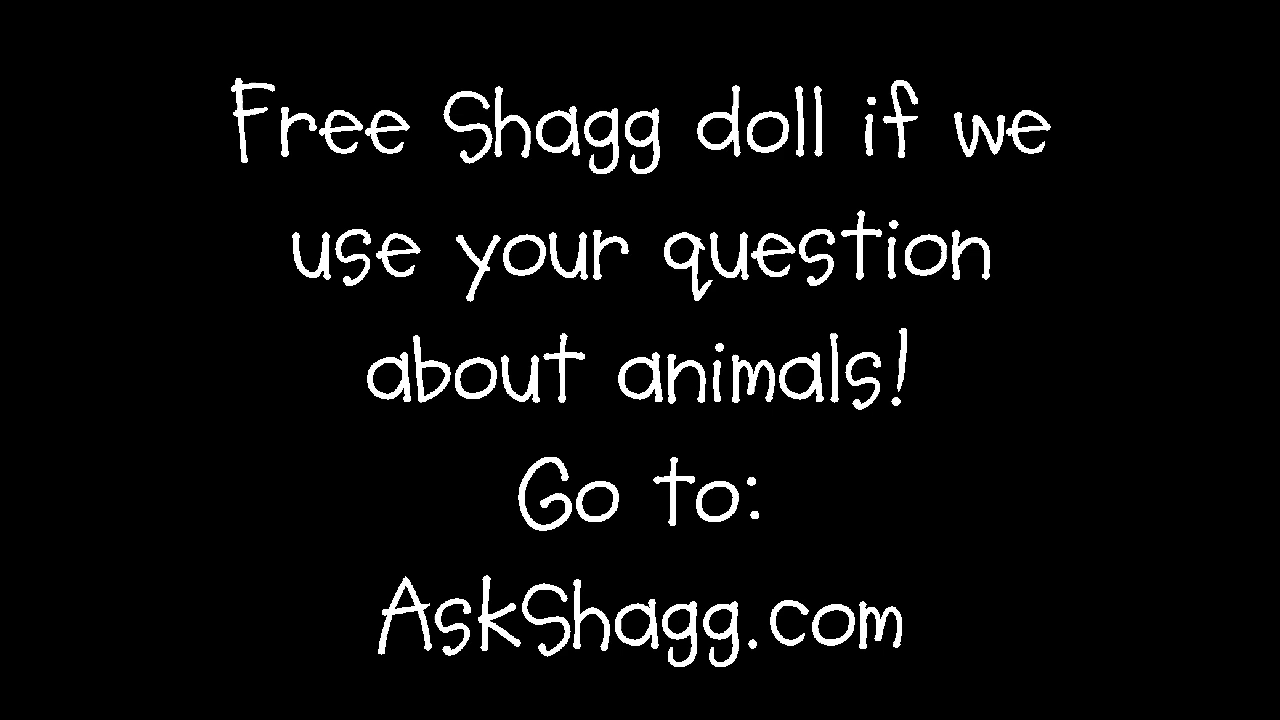 Free Shagg doll if we
use your question
about animals!
Go to:
AskShagg.com